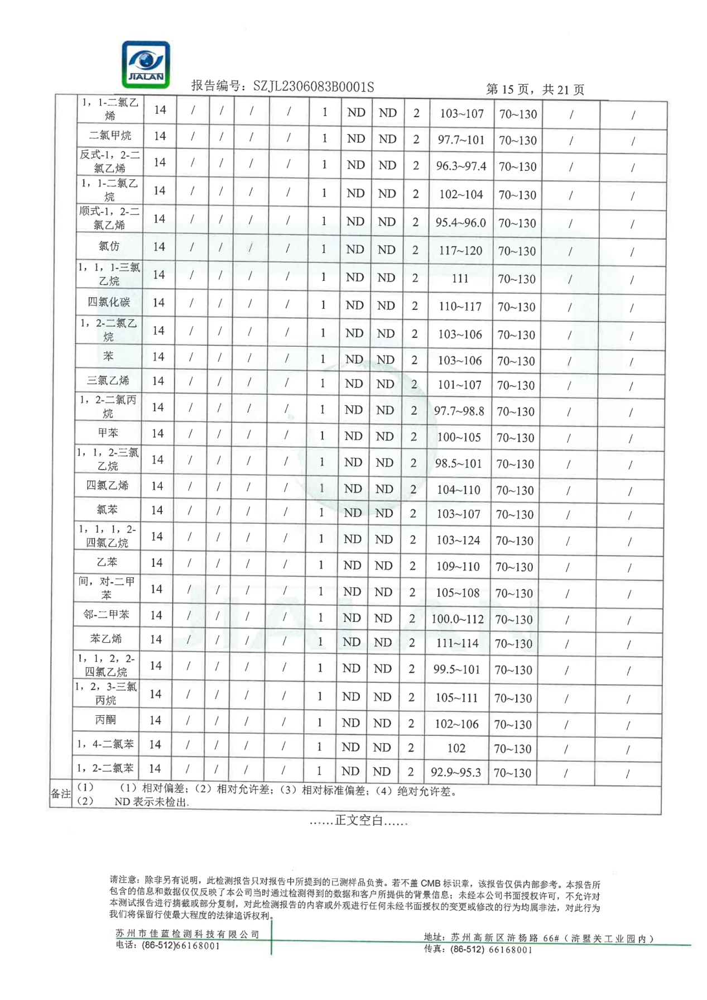 JIALAN
报告编号：SZJL2306083B0001S
第 15 页，共 21 页
1，1-二氯乙烯 14 / / / / 1 ND ND 2 103~107 70~130 / /
二氯甲烷 14 / / / / 1 ND ND 2 97.7~101 70~130 / /
反式-1，2-二氯乙烯 14 / / / / 1 ND ND 2 96.3~97.4 70~130 / /
1，1-二氯乙烷 14 / / / / 1 ND ND 2 102~104 70~130 / /
顺式-1，2-二氯乙烯 14 / / / / 1 ND ND 2 95.4~96.0 70~130 / /
氯仿 14 / / / / 1 ND ND 2 117~120 70~130 / /
1，1，1-三氯乙烷 14 / / / / 1 ND ND 2 111 70~130 / /
四氯化碳 14 / / / / 1 ND ND 2 110~117 70~130 / /
1，2-二氯乙烷 14 / / / / 1 ND ND 2 103~106 70~130 / /
苯 14 / / / / 1 ND ND 2 103~106 70~130 / /
三氯乙烯 14 / / / / 1 ND ND 2 101~107 70~130 / /
1，2-二氯丙烷 14 / / / / 1 ND ND 2 97.7~98.8 70~130 / /
甲苯 14 / / / / 1 ND ND 2 100~105 70~130 / /
1，1，2-三氯乙烷 14 / / / / 1 ND ND 2 98.5~101 70~130 / /
四氯乙烯 14 / / / / 1 ND ND 2 104~110 70~130 / /
氯苯 14 / / / / 1 ND ND 2 103~107 70~130 / /
1，1，1，2-四氯乙烷 14 / / / / 1 ND ND 2 103~124 70~130 / /
乙苯 14 / / / / 1 ND ND 2 109~110 70~130 / /
间，对-二甲苯 14 / / / / 1 ND ND 2 105~108 70~130 / /
邻-二甲苯 14 / / / / 1 ND ND 2 100.0~112 70~130 / /
苯乙烯 14 / / / / 1 ND ND 2 111~114 70~130 / /
1，1，2，2-四氯乙烷 14 / / / / 1 ND ND 2 99.5~101 70~130 / /
1，2，3-三氯丙烷 14 / / / / 1 ND ND 2 105~111 70~130 / /
丙酮 14 / / / / 1 ND ND 2 102~106 70~130 / /
1，4-二氯苯 14 / / / / 1 ND ND 2 102 70~130 / /
1，2-二氯苯 14 / / / / 1 ND ND 2 92.9~95.3 70~130 / /
备注
（1） （1）相对偏差；（2）相对允许差；（3）相对标准偏差；（4）绝对允许差。
（2） ND 表示未检出.
……正文空白……
请注意：除非另有说明，此检测报告只对报告中所提到的已测样品负责。若不盖 CMB 标识章，该报告仅供内部参考。本报告所
包含的信息和数据仅仅反映了本公司当时通过检测得到的数据和客户所提供的背景信息；未经本公司书面授权许可，不允许对
本测试报告进行摘截或部分复制，对此检测报告的内容或外观进行任何未经书面授权的变更或修改的行为均属非法，对此行为
我们将保留行使最大程度的法律追诉权利。
苏州市佳蓝检测科技有限公司
电话：(86-512)66168001
地址：苏州高新区浒杨路 66#（浒墅关工业园内）
传真：(86-512) 66168001
JIALAN